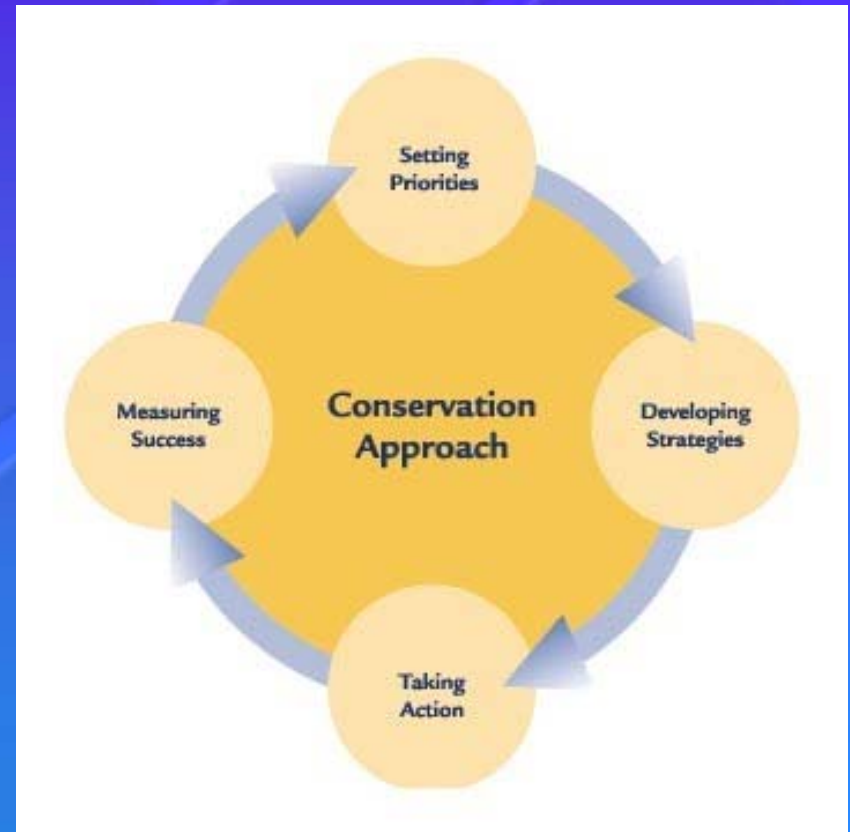 Setting
Priorities
Conservation
Approach
Measuring
Success
Developing
Strategies
Taking
Action